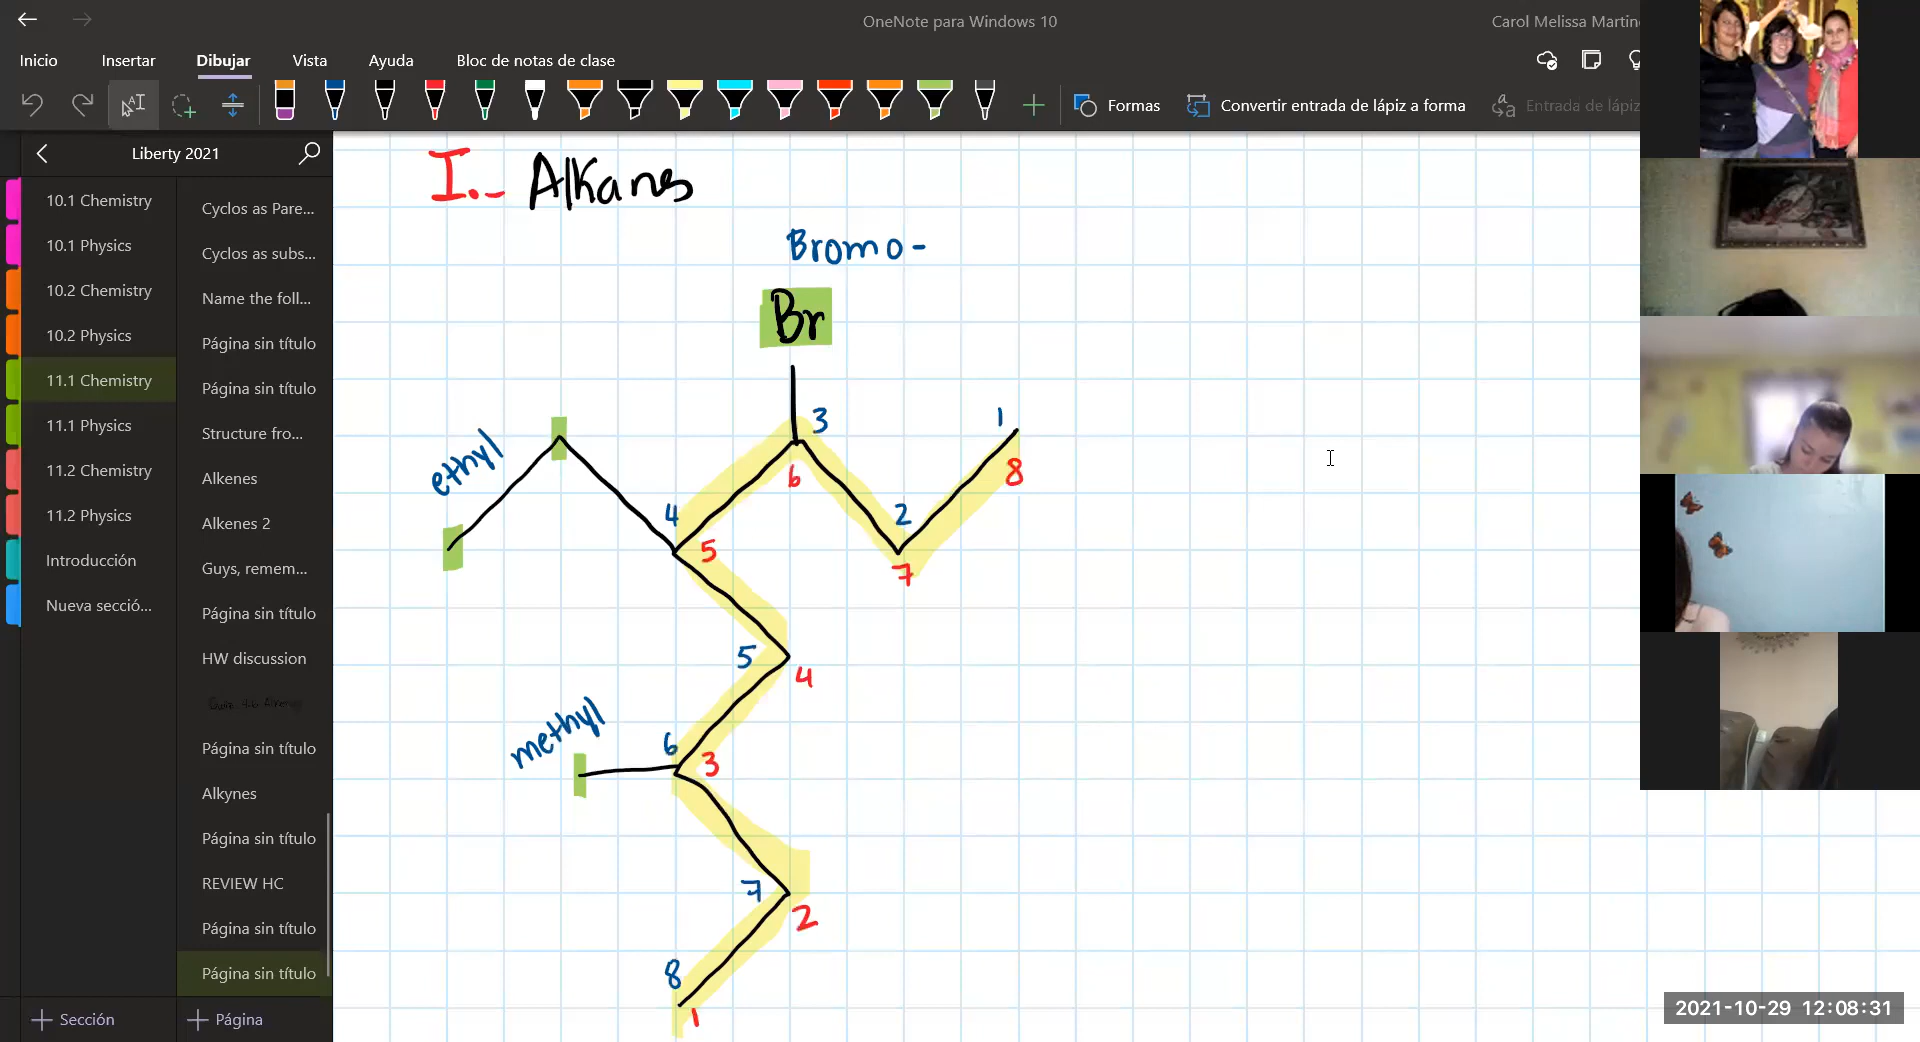 OneNote para Windows 10
Carol Melissa Martin
Inicio Insertar Dibujar Vista Ayuda Bloc de notas de clase
Formas Convertir entrada de lápiz a forma Entrada de lápiz
Liberty 2021
10.1 Chemistry
10.1 Physics
10.2 Chemistry
10.2 Physics
11.1 Chemistry
11.1 Physics
11.2 Chemistry
11.2 Physics
Introducción
Nueva secció...
Cyclos as Pare...
Cyclos as subs...
Name the foll...
Página sin título
Página sin título
Structure fro...
Alkenes
Alkenes 2
Guys, remem...
Página sin título
HW discussion
Página sin título
Alkynes
Página sin título
REVIEW HC
Página sin título
Página sin título
Sección
Página
I.- Alkanes
Bromo-
Br
3 1
ethyl
6 8
4 2
5 7
5
4
methyl
6 3
7
2
8
1
2021-10-29 12:08:31